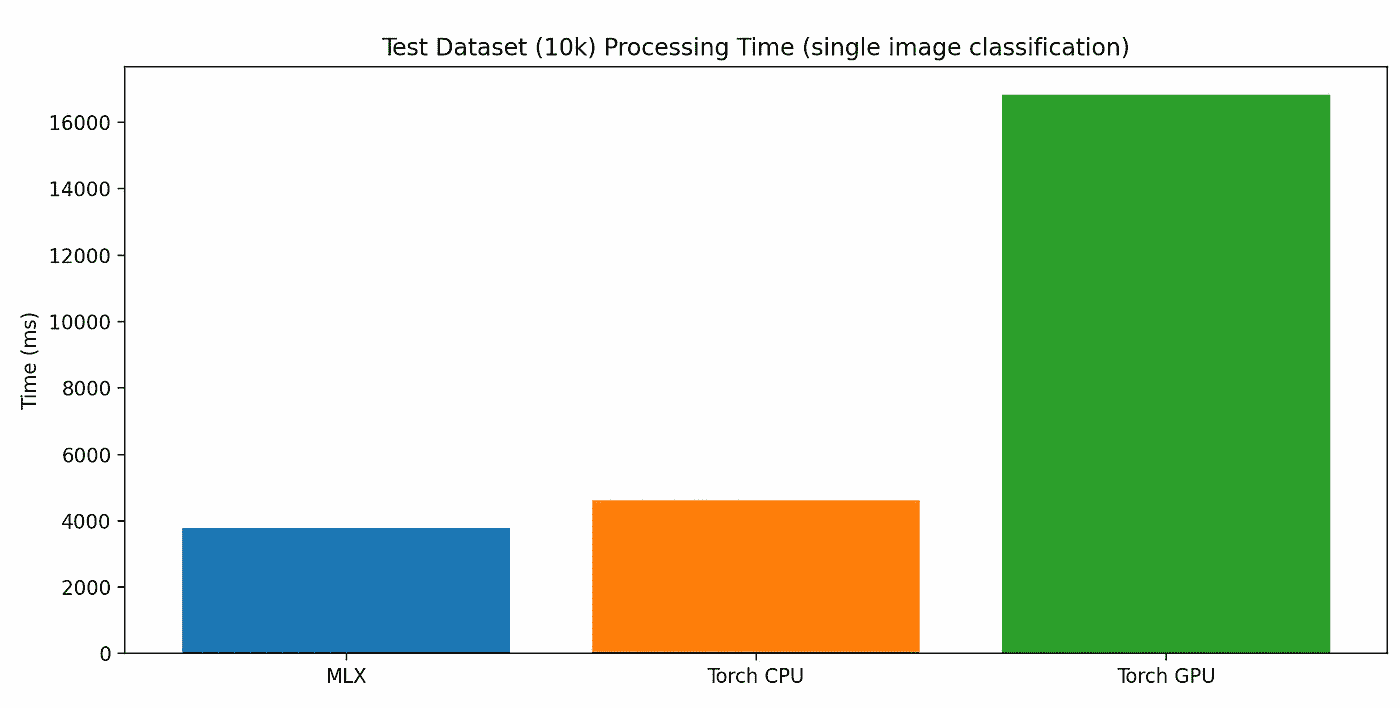 Test Dataset (10k) Processing Time (single image classification)
Time (ms)
16000
14000
12000
10000
8000
6000
4000
2000
0
MLX
Torch CPU
Torch GPU